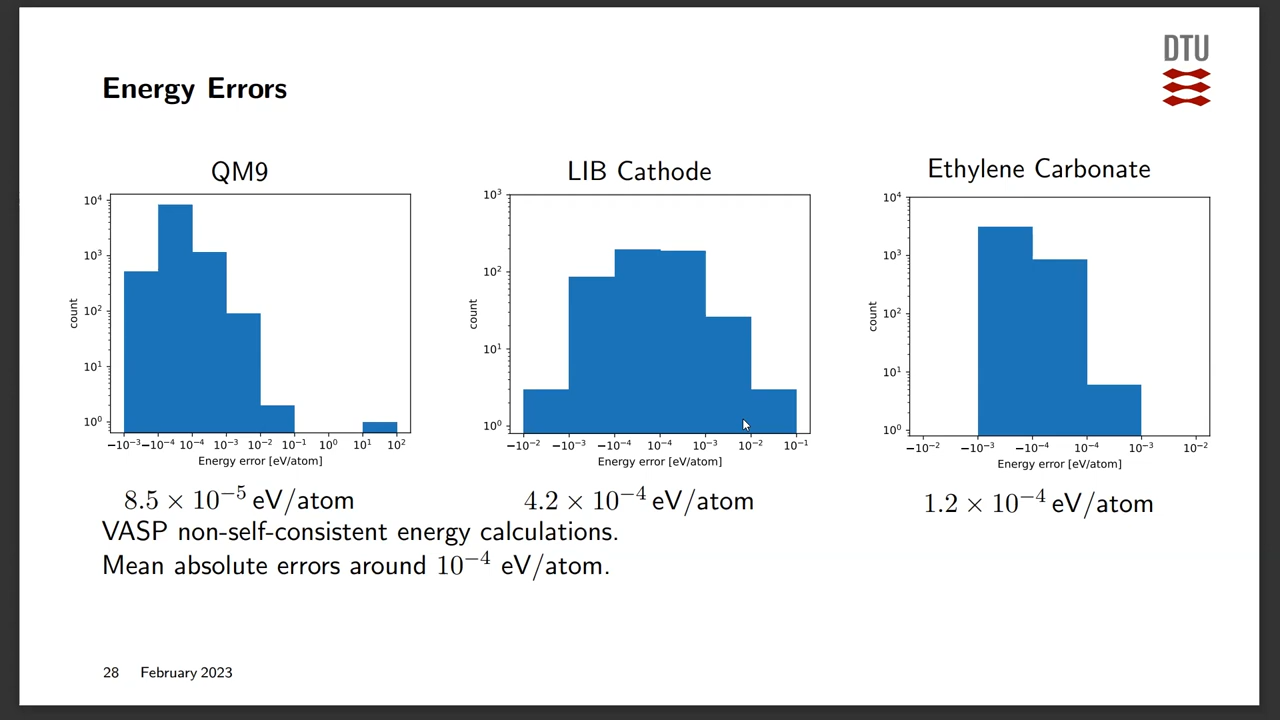 DTU
Energy Errors
QM9
10⁴
10³
10²
10¹
10⁰
count
−10⁻³ −10⁻⁴ 10⁻⁴ 10⁻³ 10⁻² 10⁻¹ 10⁰ 10¹ 10²
Energy error [eV/atom]
8.5 × 10⁻⁵ eV/atom
LIB Cathode
10³
10²
10¹
10⁰
count
−10⁻² −10⁻³ −10⁻⁴ 10⁻⁴ 10⁻³ 10⁻² 10⁻¹
Energy error [eV/atom]
4.2 × 10⁻⁴ eV/atom
Ethylene Carbonate
10⁴
10³
10²
10¹
10⁰
count
−10⁻² −10⁻³ −10⁻⁴ 10⁻⁴ 10⁻³ 10⁻²
Energy error [eV/atom]
1.2 × 10⁻⁴ eV/atom
VASP non-self-consistent energy calculations.
Mean absolute errors around 10⁻⁴ eV/atom.
28 February 2023